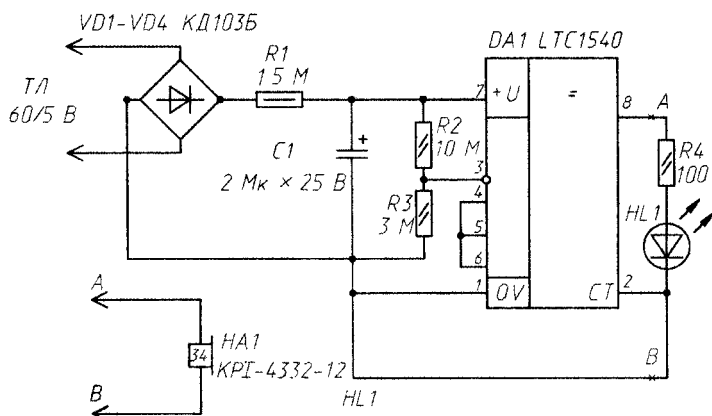 VD1-VD4 КД103Б
DA1 LTC1540
ТЛ
60/5 В
R1
15 М
7
+U
=
8
A
C1
2 Мк × 25 В
+
R2
10 М
3
R4
100
R3
3 М
4
5
6
HL1
1
0V
CT
2
A
34
HA1
KPI-4332-12
B
HL1
B